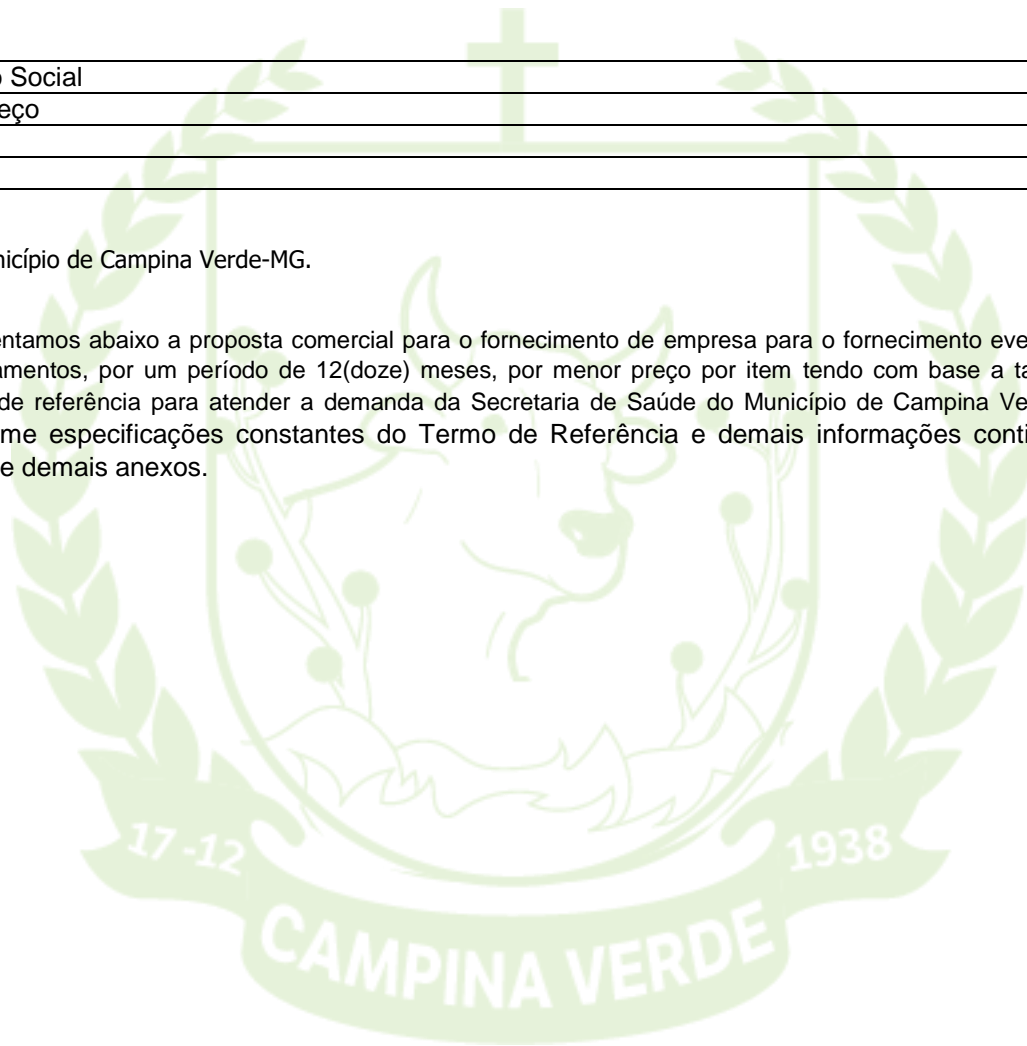 o Social
eço
nicípio de Campina Verde-MG.
entamos abaixo a proposta comercial para o fornecimento de empresa para o fornecimento eve
amentos, por um período de 12(doze) meses, por menor preço por item tendo com base a ta
de referência para atender a demanda da Secretaria de Saúde do Município de Campina Ve
me especificações constantes do Termo de Referência e demais informações conti
e demais anexos.
17-12
1938
CAMPINA VERDE